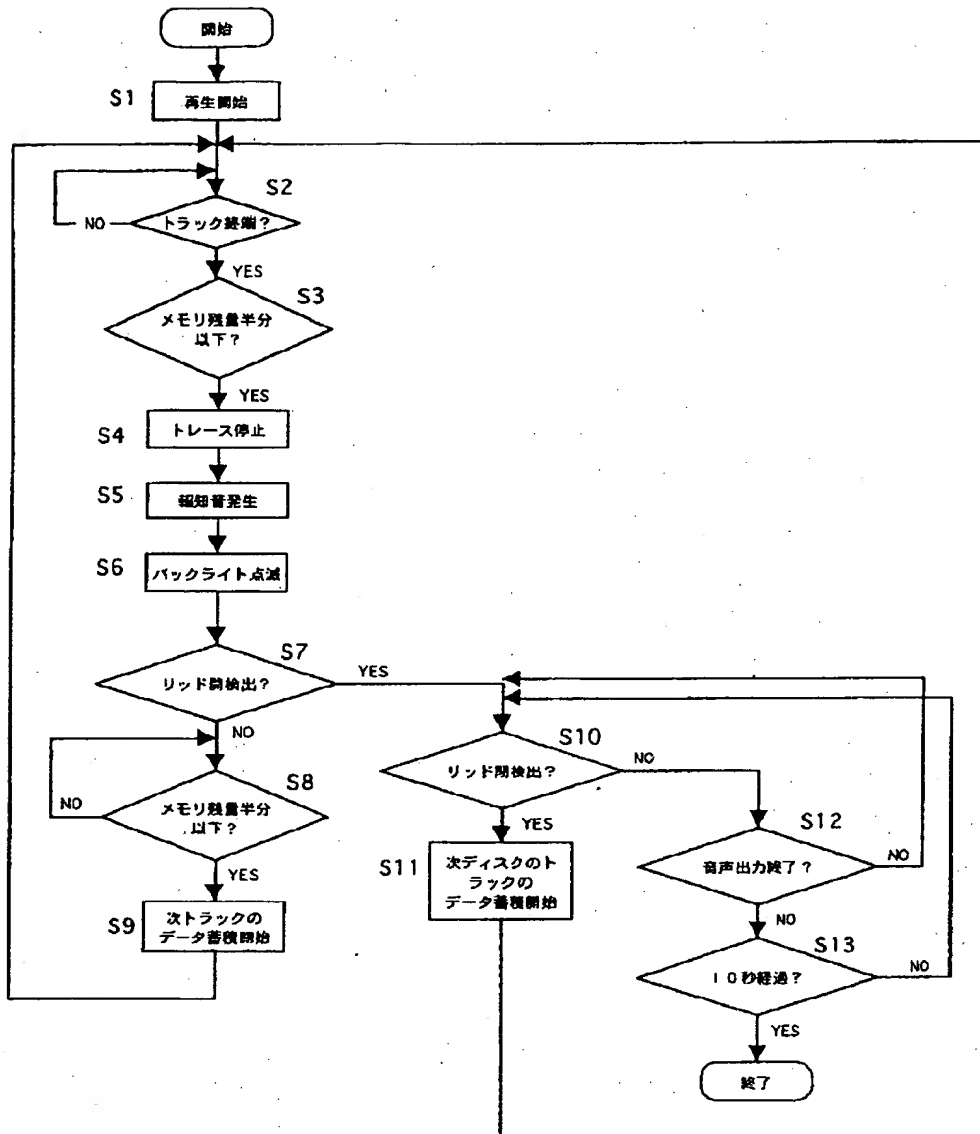 開始
S1
再生開始
S2
トラック終端？
NO
YES
S3
メモリ残量半分
以下？
YES
S4
トレース停止
S5
報知音発生
S6
バックライト点滅
S7
リッド開検出？
YES
NO
S8
メモリ残量半分
以下？
NO
YES
S9
次トラックの
データ蓄積開始
S10
リッド閉検出？
NO
YES
S11
次ディスクのト
ラックの
データ蓄積開始
S12
音声出力終了？
NO
NO
S13
１０秒経過？
NO
YES
終了